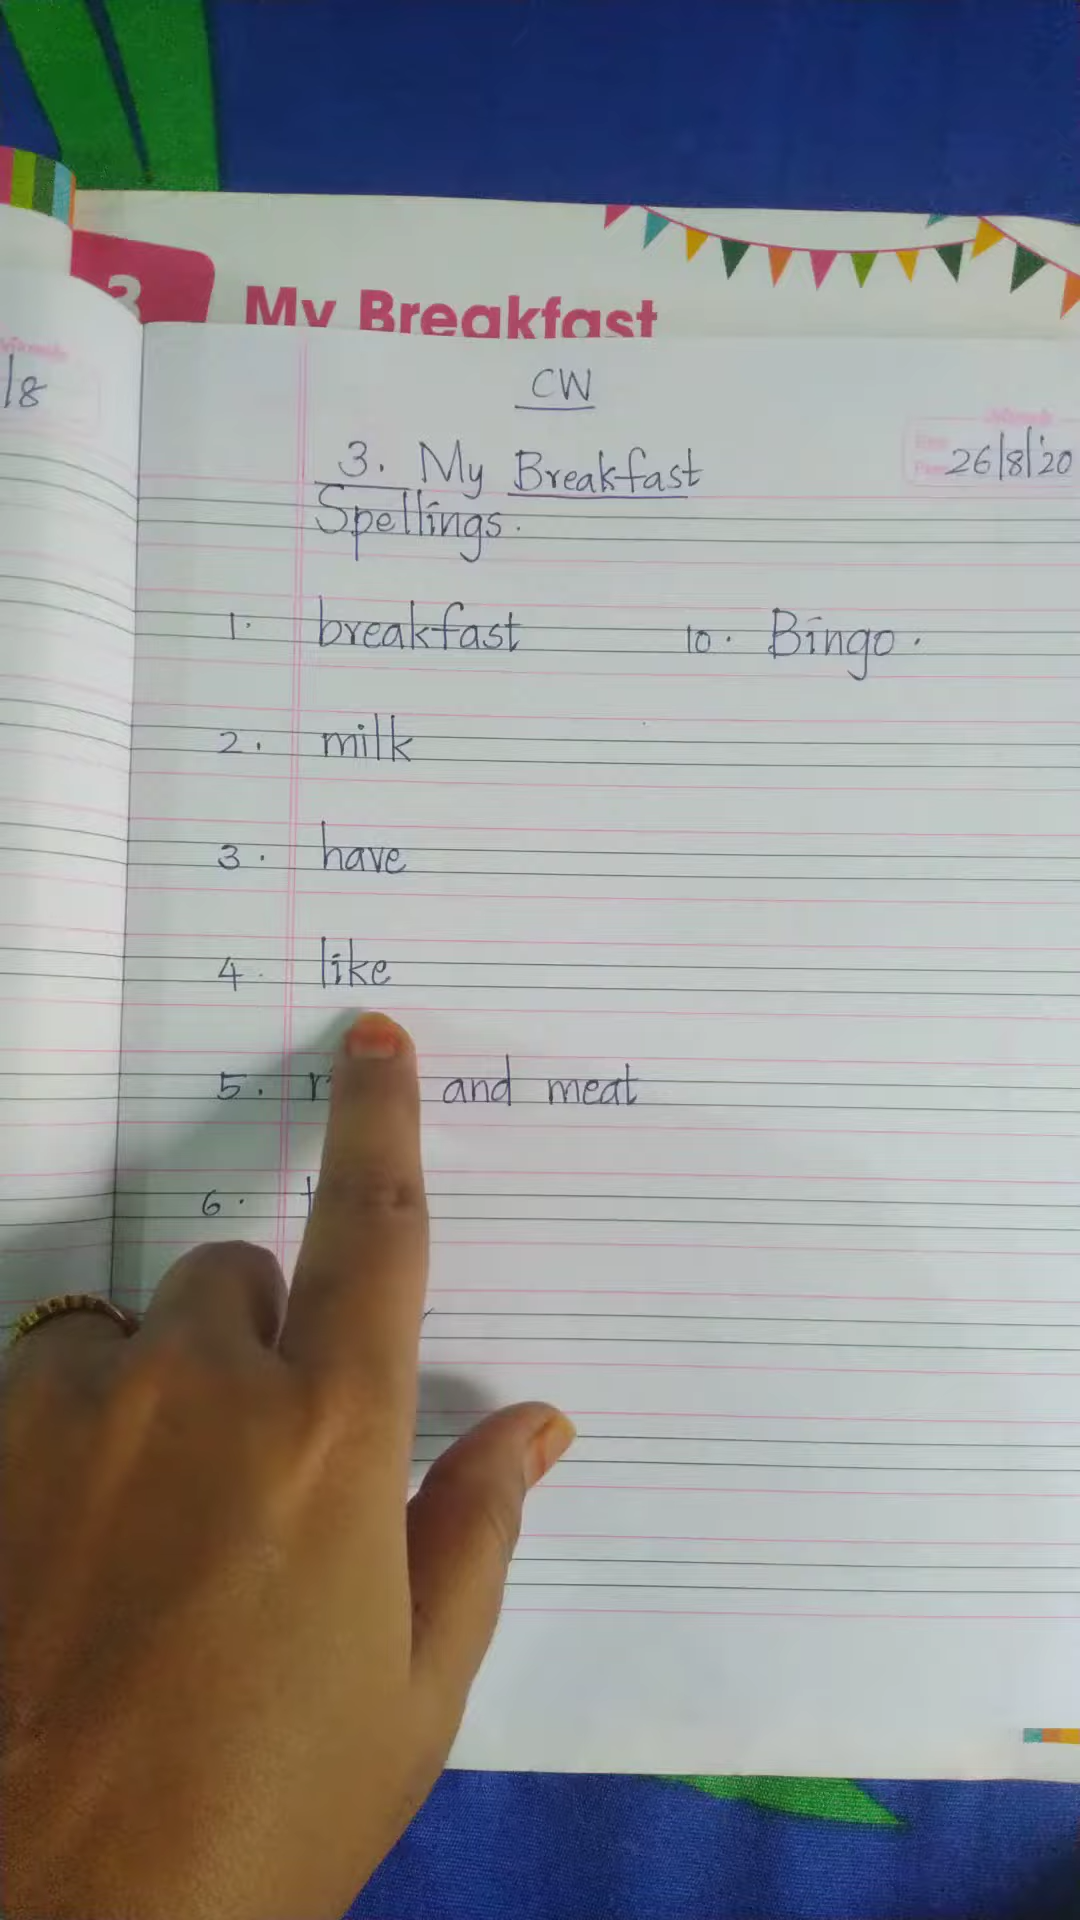 3
My Breakfast
CW
/8
3. My Breakfast
26/8/'20
Spellings.
1. breakfast
10. Bingo.
2. milk
3. have
4. like
5. and meat
6.